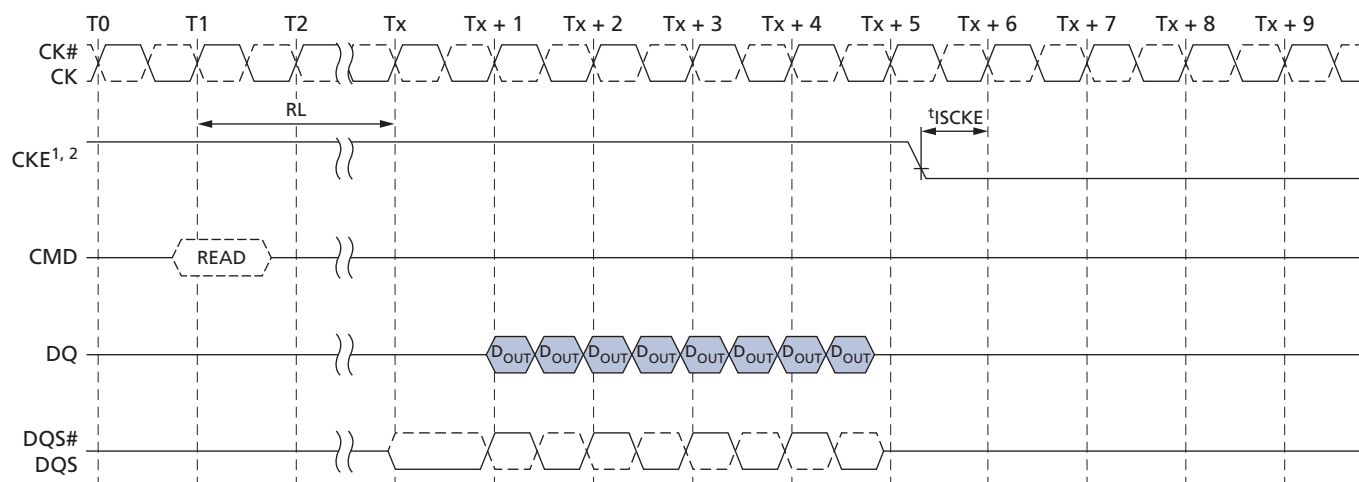 T0 T1 T2 Tx Tx + 1 Tx + 2 Tx + 3 Tx + 4 Tx + 5 Tx + 6 Tx + 7 Tx + 8 Tx + 9
CK#
CK
RL
tISCKE
CKE1, 2
CMD
READ
DQ
DOUT DOUT DOUT DOUT DOUT DOUT DOUT DOUT
DQS#
DQS